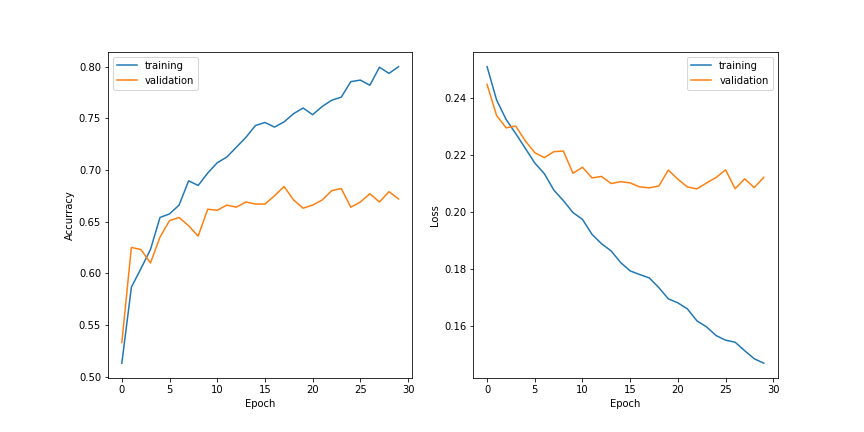 training
validation
0.80
0.75
0.70
0.65
0.60
0.55
0.50
Accurracy
0 5 10 15 20 25 30
Epoch
training
validation
0.24
0.22
0.20
0.18
0.16
Loss
0 5 10 15 20 25 30
Epoch